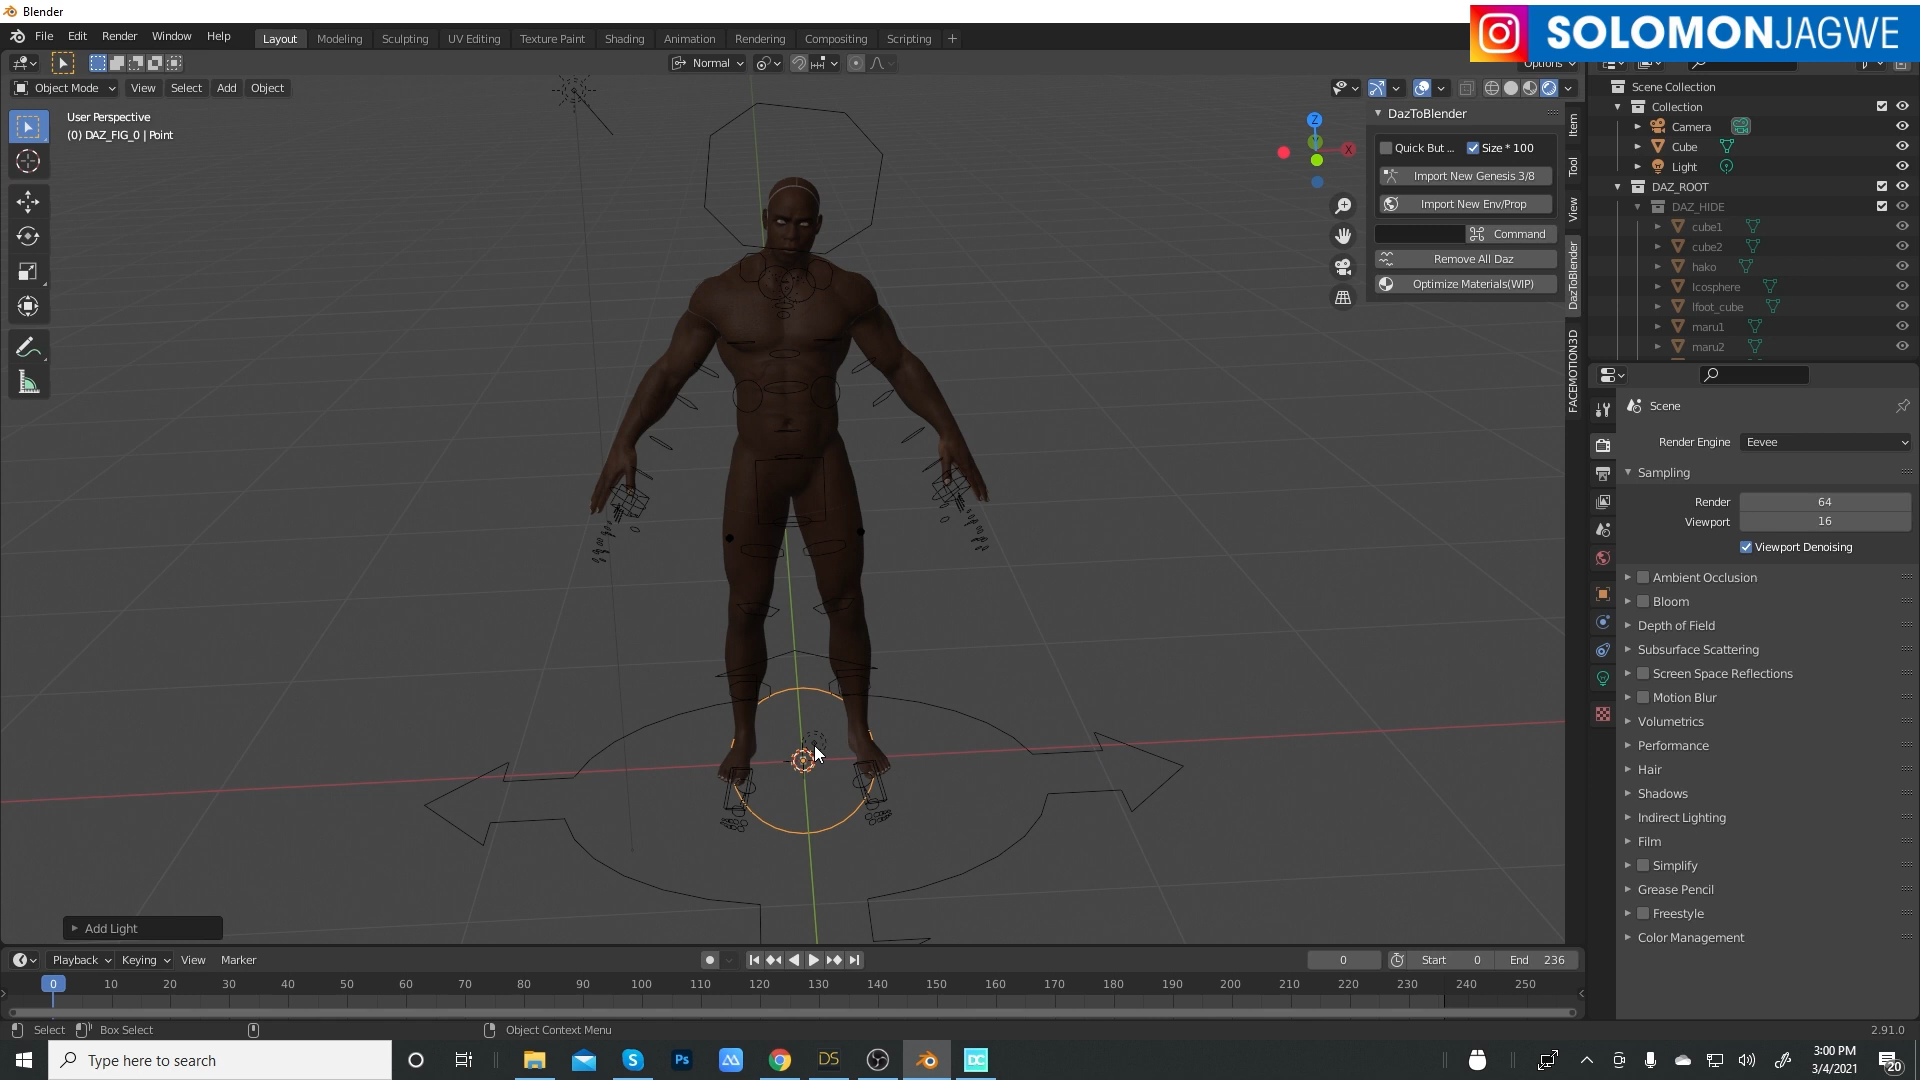 Blender
SOLOMONJAGWE
File Edit Render Window Help
Layout Modeling Sculpting UV Editing Texture Paint Shading Animation Rendering Compositing Scripting +
Normal
Options
Object Mode View Select Add Object
User Perspective
(0) DAZ_FIG_0 | Point
Z
X
DazToBlender
Quick But ... Size * 100
Import New Genesis 3/8
Import New Env/Prop
Command
Remove All Daz
Optimize Materials(WIP)
Item
Tool
View
DazToBlender
FACEMOTION3D
Scene Collection
Collection
Camera
Cube
Light
DAZ_ROOT
DAZ_HIDE
cube1
cube2
hako
Icosphere
lfoot_cube
maru1
maru2
Scene
Render Engine Eevee
Sampling
Render 64
Viewport 16
Viewport Denoising
Ambient Occlusion
Bloom
Depth of Field
Subsurface Scattering
Screen Space Reflections
Motion Blur
Volumetrics
Performance
Hair
Shadows
Indirect Lighting
Film
Simplify
Grease Pencil
Freestyle
Color Management
Add Light
Playback Keying View Marker
0 Start 0 End 236
0 10 20 30 40 50 60 70 80 90 100 110 120 130 140 150 160 170 180 190 200 210 220 230 240 250
Select Box Select Object Context Menu 2.91.0
Type here to search
Ps
DS
DC
3:00 PM
3/4/2021
20